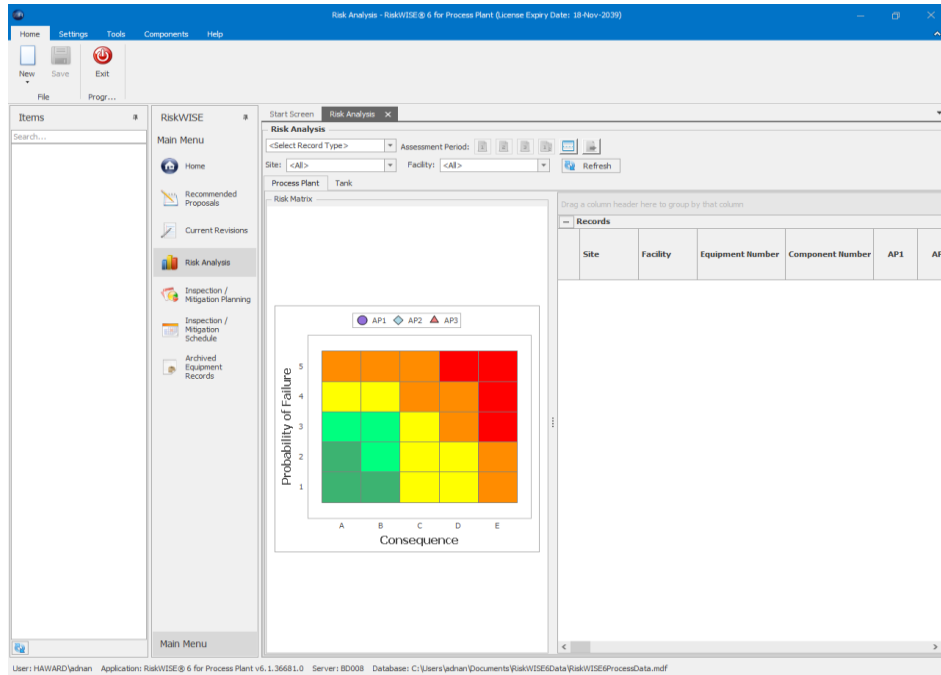 Risk Analysis - RiskWISE® 6 for Process Plant (License Expiry Date: 18-Nov-2039)
Home Settings Tools Components Help
New Save Exit
File Progr...
Items
Search...
RiskWISE
Main Menu
Home
Recommended
Proposals
Current Revisions
Risk Analysis
Inspection /
Mitigation Planning
Inspection /
Mitigation
Schedule
Archived
Equipment
Records
Main Menu
Start Screen Risk Analysis
Risk Analysis
<Select Record Type> Assessment Period:
Site: <All> Facility: <All> Refresh
Process Plant Tank
Risk Matrix
AP1 AP2 AP3
Probability of Failure
5
4
3
2
1
A B C D E
Consequence
Drag a column header here to group by that column
Records
Site Facility Equipment Number Component Number AP1 AP
User: HAWARD\adnan Application: RiskWISE® 6 for Process Plant v6.1.36681.0 Server: BD008 Database: C:\Users\adnan\Documents\RiskWISE6Data\RiskWISE6ProcessData.mdf